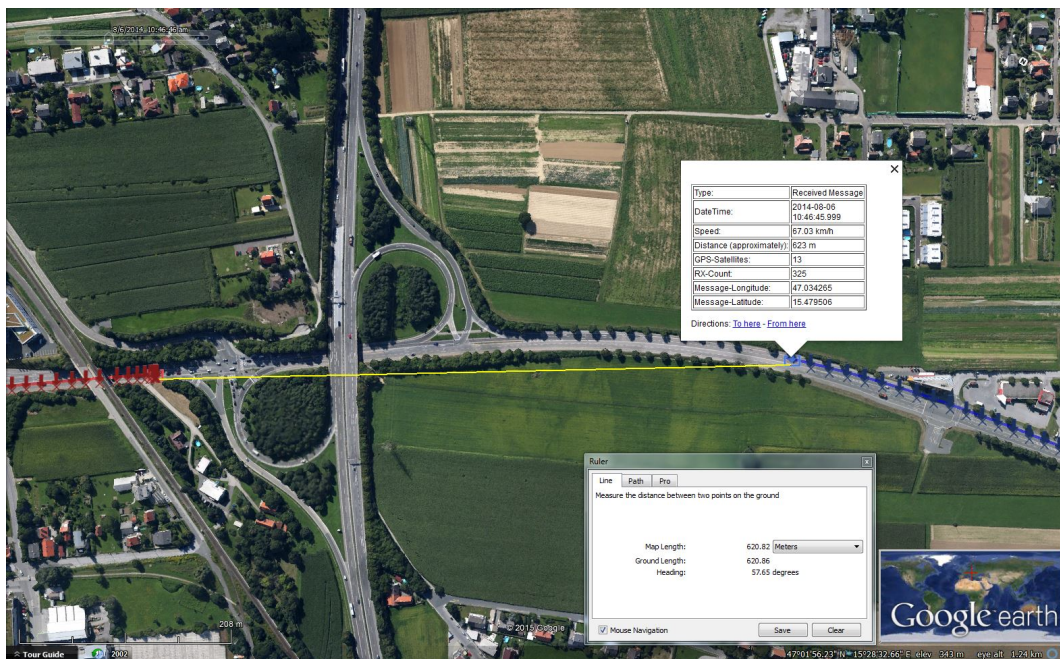 8/6/2014 10:46:46 am
Type: Received Message
DateTime: 2014-08-06 10:46:45.999
Speed: 67.03 km/h
Distance (approximately): 623 m
GPS-Satellites: 13
RX-Count: 325
Message-Longitude: 47.034265
Message-Latitude: 15.479506
Directions: To here - From here
Ruler
Line Path Pro
Measure the distance between two points on the ground
Map Length: 620.82 Meters
Ground Length: 620.86
Heading: 57.65 degrees
Mouse Navigation Save Clear
208 m
© 2015 Google
Google earth
Tour Guide 2002
47°01'56.23" N 15°28'32.66" E elev 343 m eye alt 1.24 km